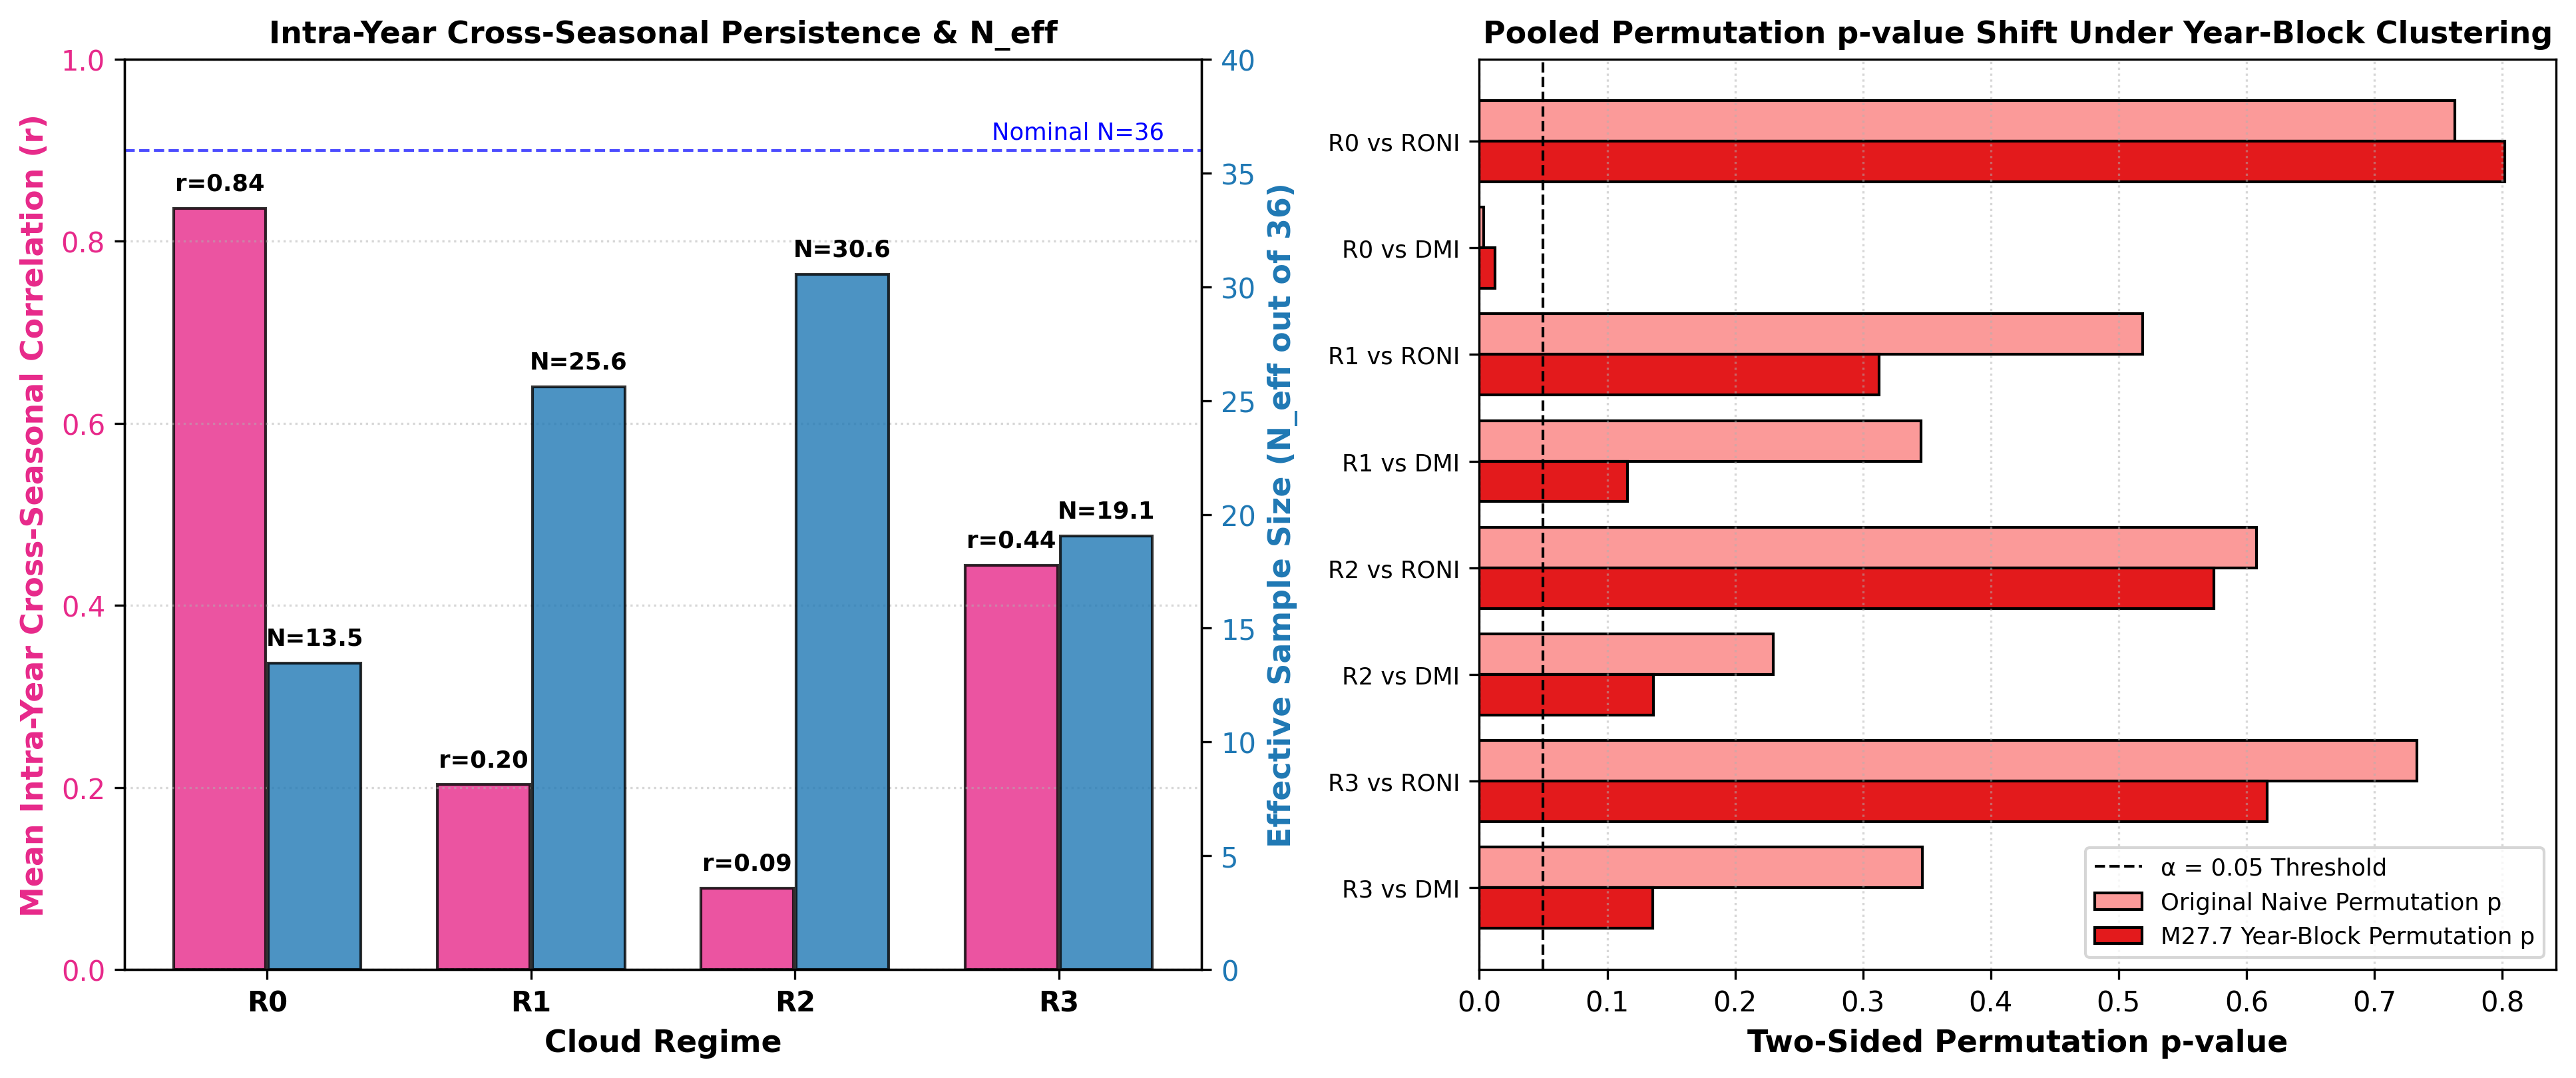 Intra-Year Cross-Seasonal Persistence & N_eff
Mean Intra-Year Cross-Seasonal Correlation (r)
1.0
0.8
0.6
0.4
0.2
0.0
Nominal N=36
r=0.84
N=13.5
r=0.20
N=25.6
r=0.09
N=30.6
r=0.44
N=19.1
R0
R1
R2
R3
Cloud Regime
40
35
30
25
20
15
10
5
0
Effective Sample Size (N_eff out of 36)
Pooled Permutation p-value Shift Under Year-Block Clustering
R0 vs RONI
R0 vs DMI
R1 vs RONI
R1 vs DMI
R2 vs RONI
R2 vs DMI
R3 vs RONI
R3 vs DMI
α = 0.05 Threshold
Original Naive Permutation p
M27.7 Year-Block Permutation p
0.0
0.1
0.2
0.3
0.4
0.5
0.6
0.7
0.8
Two-Sided Permutation p-value